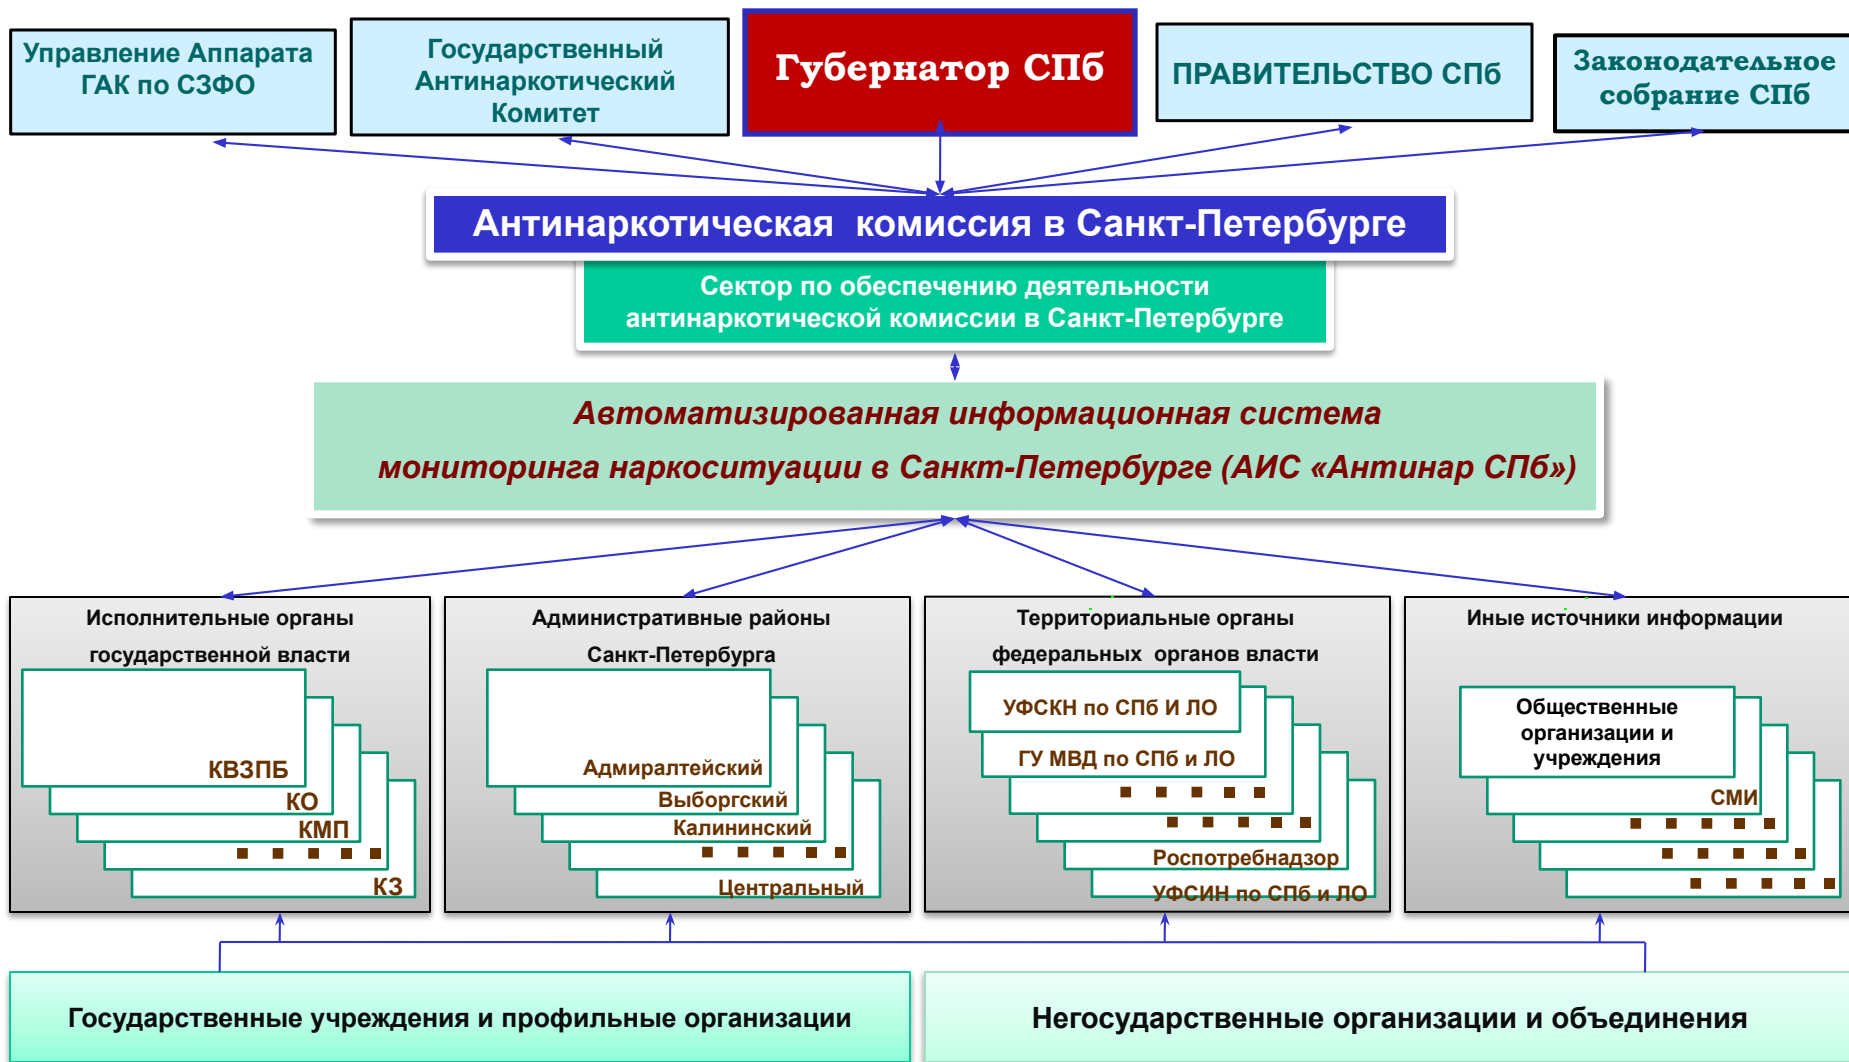 Управление Аппарата
ГАК по СЗФО
Государственный
Антинаркотический
Комитет
Губернатор СПб
ПРАВИТЕЛЬСТВО СПб
Законодательное
собрание СПб
Антинаркотическая комиссия в Санкт-Петербурге
Сектор по обеспечению деятельности
антинаркотической комиссии в Санкт-Петербурге
Автоматизированная информационная система
мониторинга наркоситуации в Санкт-Петербурге (АИС «Антинар СПб»)
Исполнительные органы
государственной власти
КВЗПБ
КО
КМП
КЗ
Административные районы
Санкт-Петербурга
Адмиралтейский
Выборгский
Калининский
Центральный
Территориальные органы
федеральных органов власти
УФСКН по СПб И ЛО
ГУ МВД по СПб и ЛО
Роспотребнадзор
УФСИН по СПб и ЛО
Иные источники информации
Общественные
организации и
учреждения
СМИ
Государственные учреждения и профильные организации
Негосударственные организации и объединения